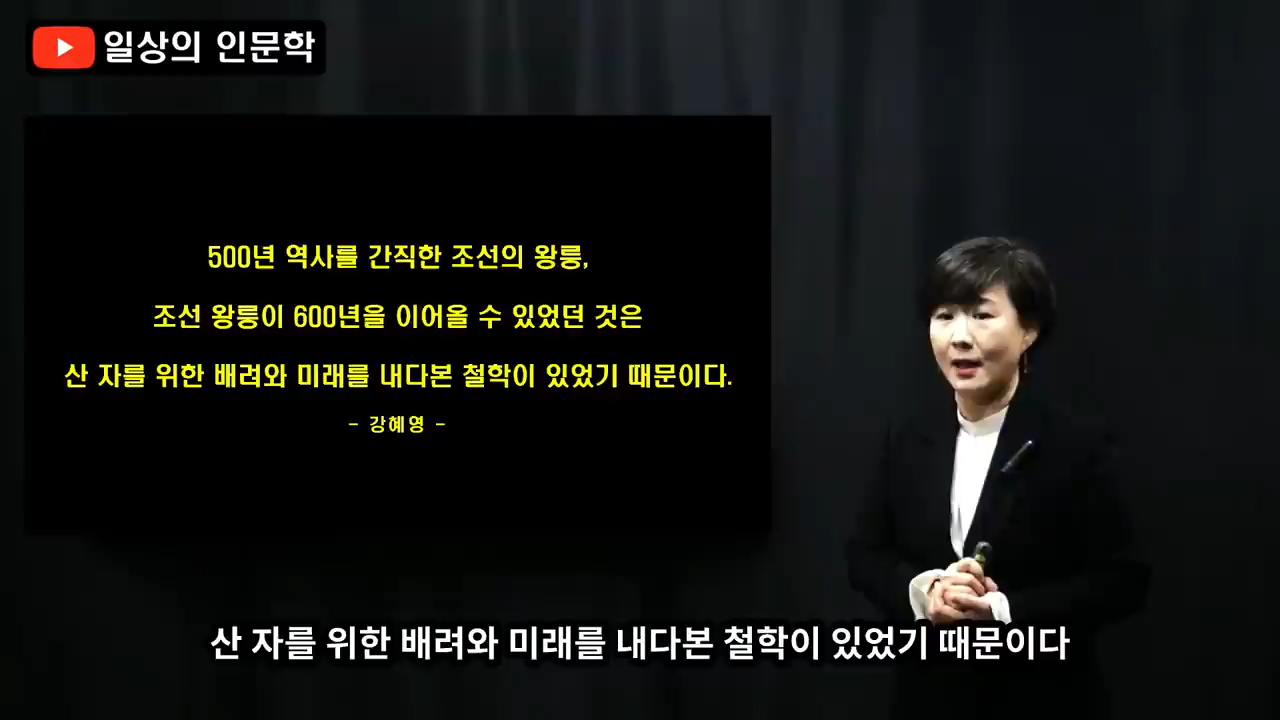 일상의 인문학
500년 역사를 간직한 조선의 왕릉,
조선 왕릉이 600년을 이어올 수 있었던 것은
산 자를 위한 배려와 미래를 내다본 철학이 있었기 때문이다.
- 강혜영 -
산 자를 위한 배려와 미래를 내다본 철학이 있었기 때문이다